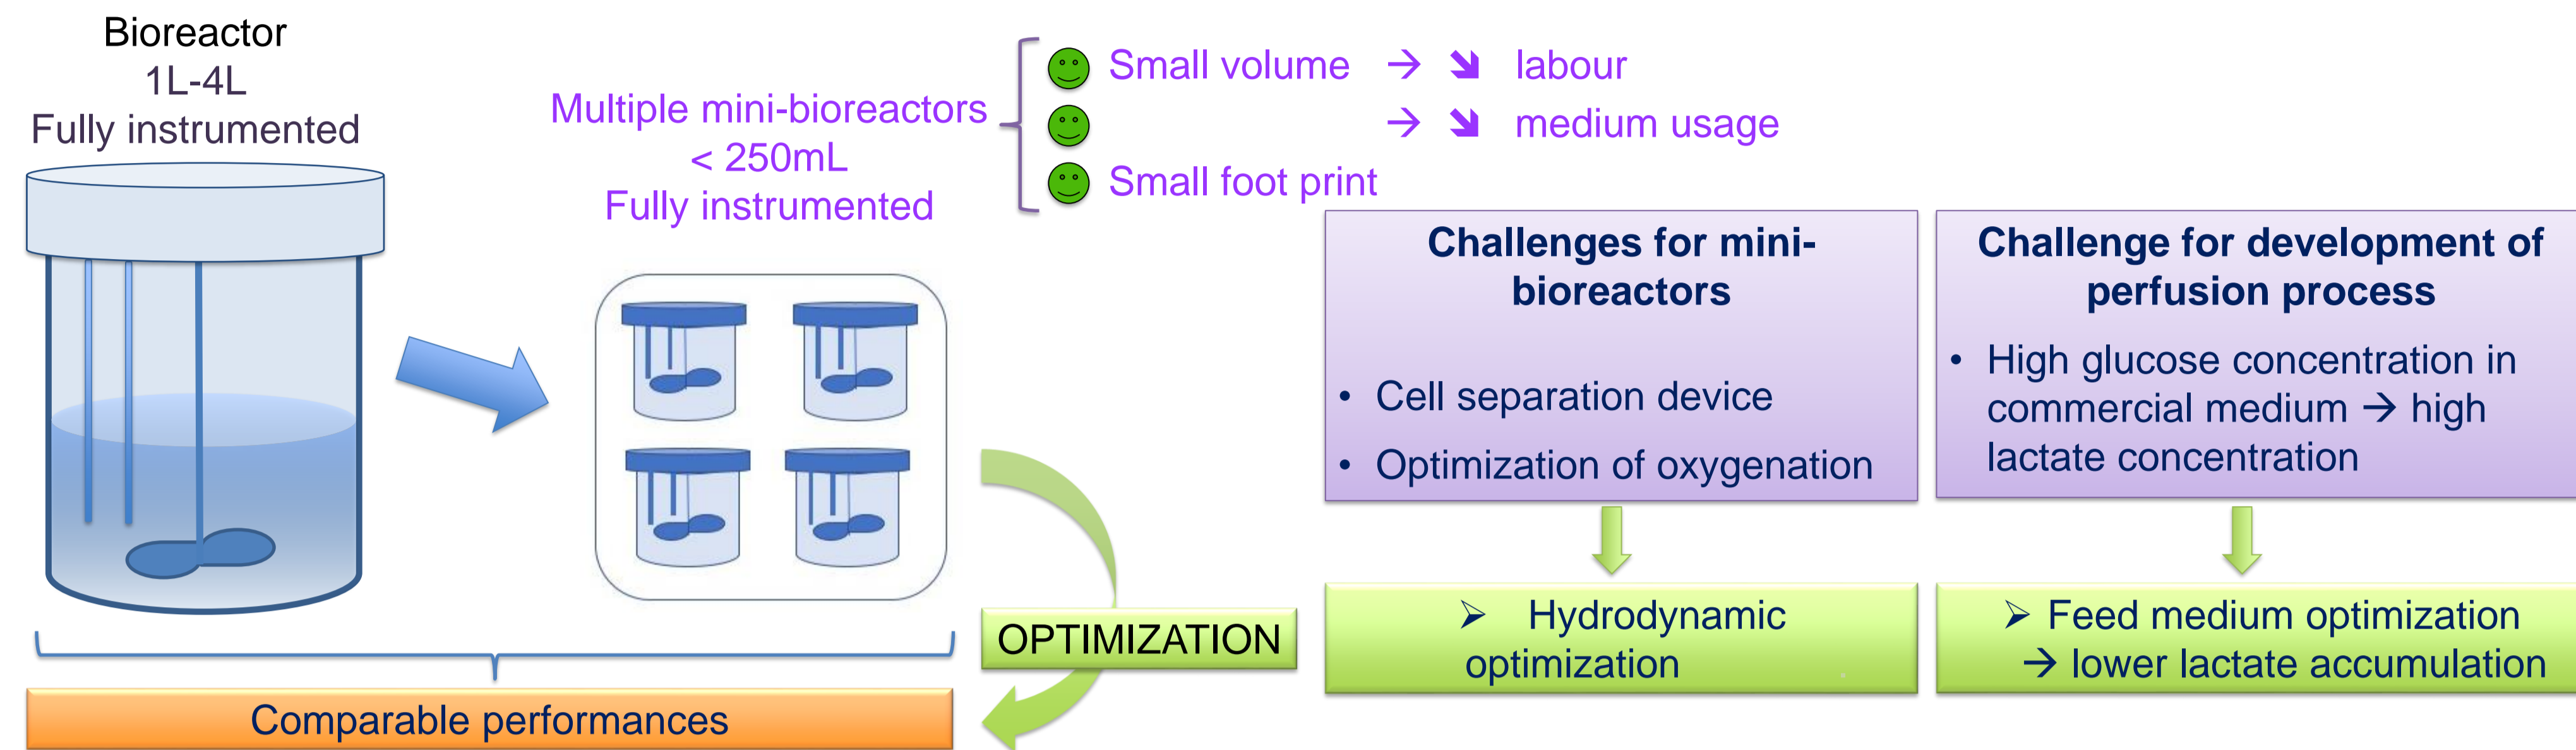 Bioreactor
1L-4L
Fully instrumented
Multiple mini-bioreactors
< 250mL
Fully instrumented
Small volume → ➘ labour
→ ➘ medium usage
Small foot print
Challenges for mini-
bioreactors
• Cell separation device
• Optimization of oxygenation
Challenge for development of
perfusion process
• High glucose concentration in
commercial medium → high
lactate concentration
OPTIMIZATION
➢ Hydrodynamic
optimization
➢ Feed medium optimization
→ lower lactate accumulation
Comparable performances